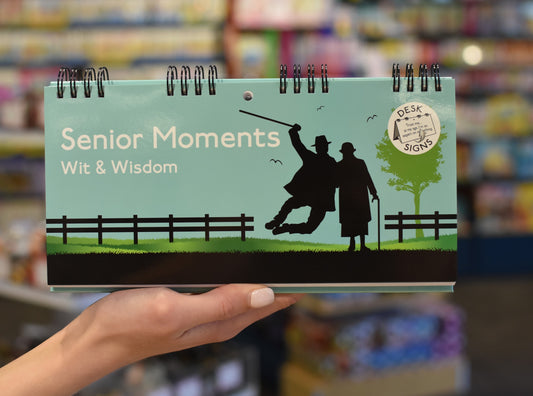 Senior Moments
Wit & Wisdom
DESK
SIGNS